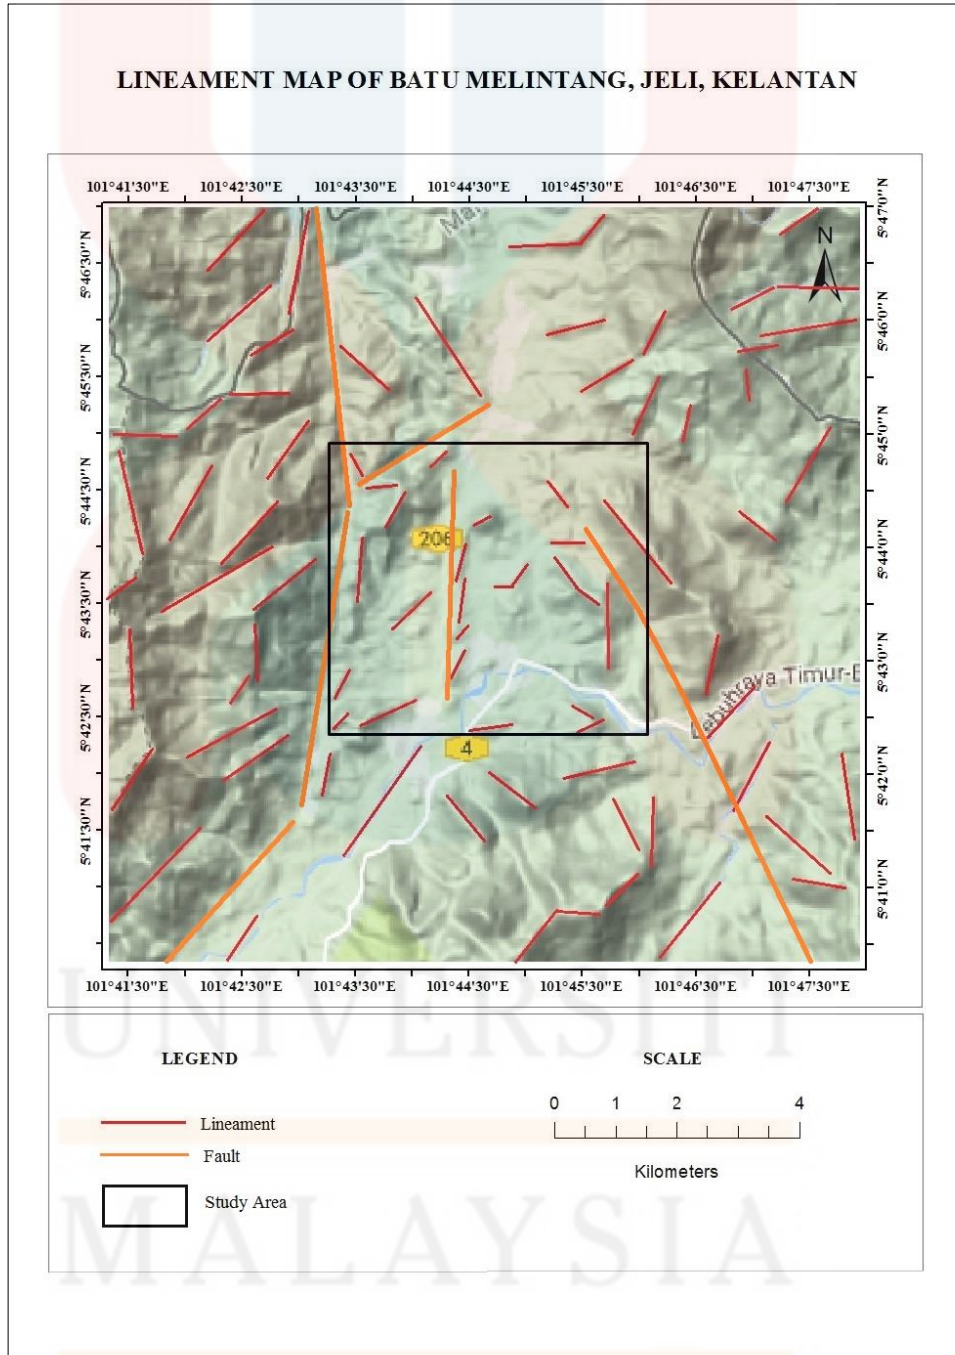 LINEAMENT MAP OF BATU MELINTANG, JELI, KELANTAN
101°41'30"E 101°42'30"E 101°43'30"E 101°44'30"E 101°45'30"E 101°46'30"E 101°47'30"E
5°47'0"N
5°46'30"N
5°46'0"N
5°45'30"N
5°45'0"N
5°44'30"N
5°44'0"N
5°43'30"N
5°43'0"N
5°42'30"N
5°42'0"N
5°41'30"N
5°41'0"N
N
206
Lebuhraya Timur-B
4
101°41'30"E 101°42'30"E 101°43'30"E 101°44'30"E 101°45'30"E 101°46'30"E 101°47'30"E
UNIVERSITI
LEGEND
SCALE
0 1 2 4
Kilometers
Lineament
Fault
Study Area
MALAYSIA